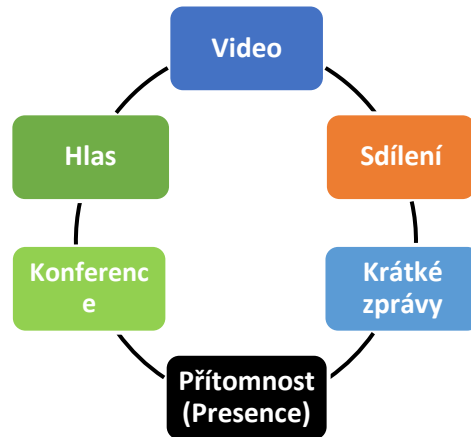 Video
Hlas
Sdílení
Konferenc
e
Krátké
zprávy
Přítomnost
(Presence)